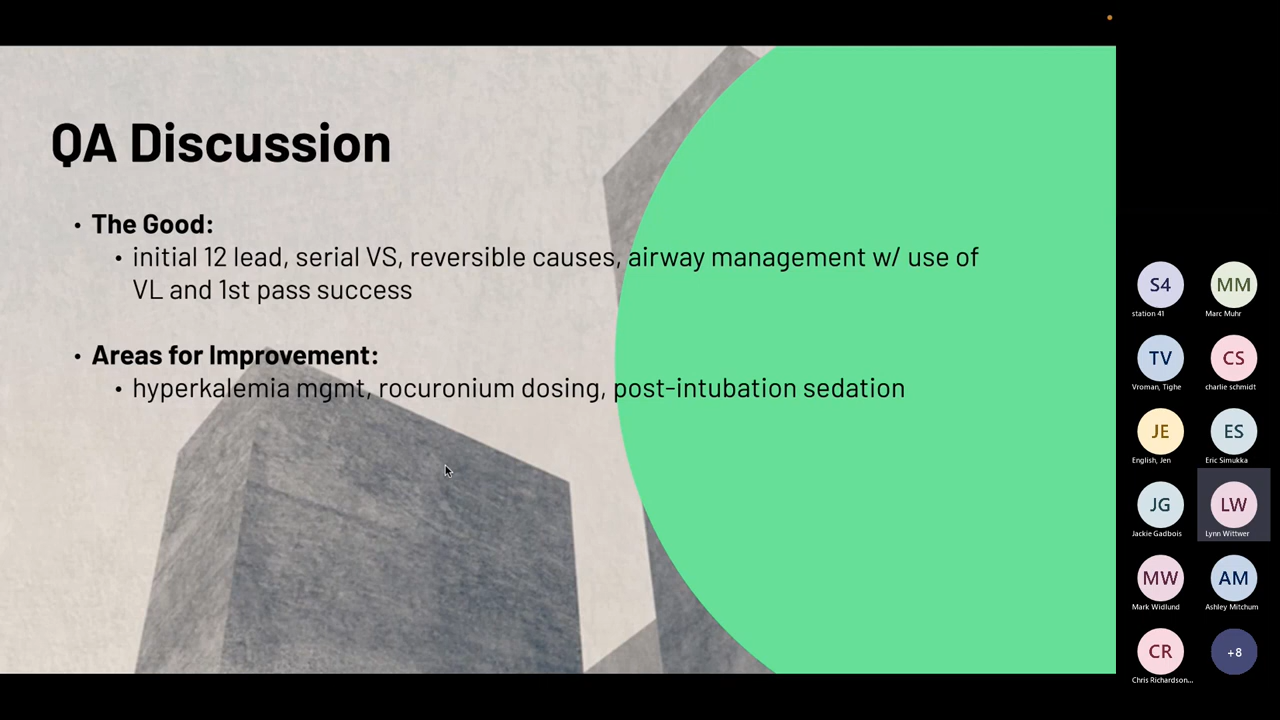 QA Discussion
• The Good:
• initial 12 lead, serial VS, reversible causes, airway management w/ use of
VL and 1st pass success
• Areas for Improvement:
• hyperkalemia mgmt, rocuronium dosing, post-intubation sedation
S4
station 41
MM
Marc Muhr
TV
Vroman, Tighe
CS
charlie schmidt
JE
English, Jen
ES
Eric Simukka
JG
Jackie Gadbois
LW
Lynn Wittwer
MW
Mark Widlund
AM
Ashley Mitchum
CR
Chris Richardson...
+8